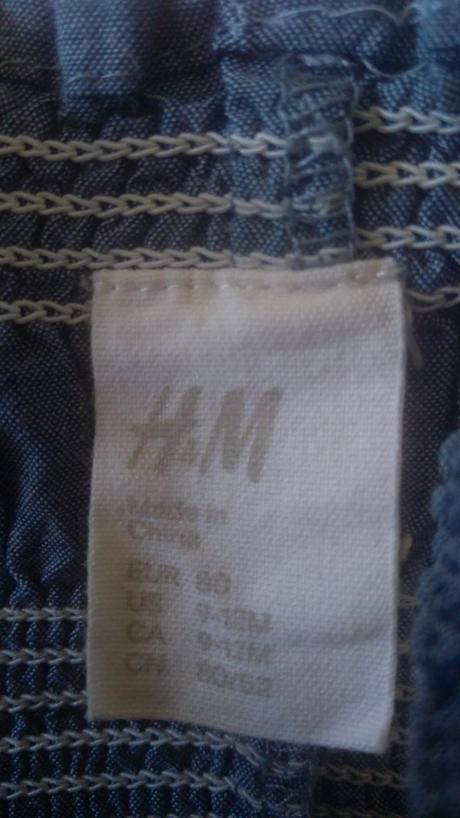 H&M
Made in
China
EUR 80
US 9-12M
CA 9-12M
CN 80/52